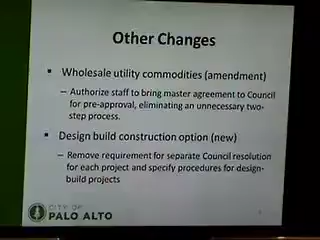 Other Changes
▪ Wholesale utility commodities (amendment)
– Authorize staff to bring master agreement to Council
for pre-approval, eliminating an unnecessary two-
step process.
▪ Design build construction option (new)
– Remove requirement for separate Council resolution
for each project and specify procedures for design-
build projects
CITY OF
PALO ALTO